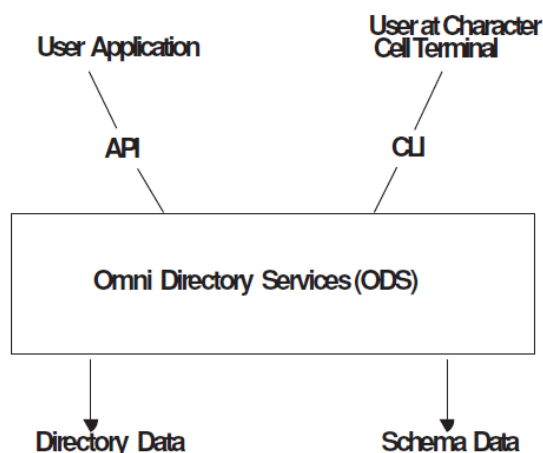 User Application
User at Character
Cell Terminal
API
CLI
Omni Directory Services (ODS)
Directory Data
Schema Data